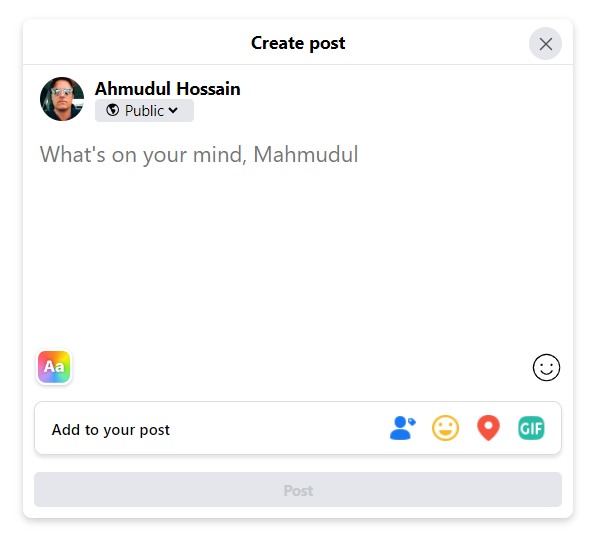 Create post
Ahmudul Hossain
Public
What's on your mind, Mahmudul
Aa
Add to your post
GIF
Post